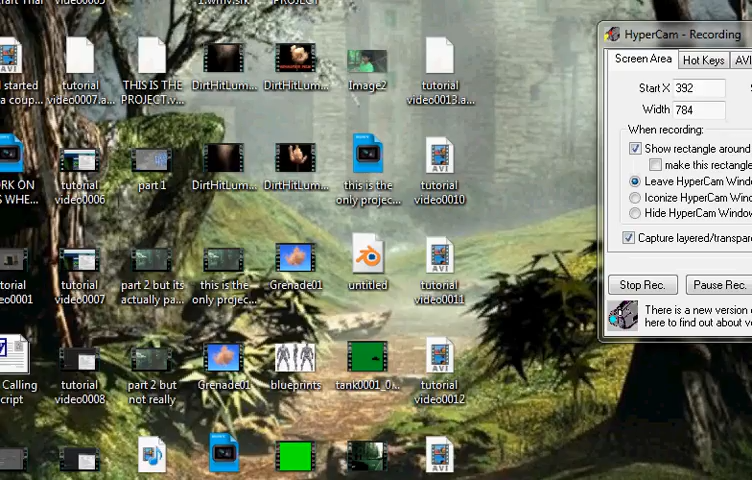 PROJECT
HyperCam - Recording
Screen Area
Hot Keys
AVI
Start X
392
Width
784
When recording:
Show rectangle around
make this rectangle
Leave HyperCam Wind
Iconize HyperCam Wind
Hide HyperCam Window
Capture layered/transpare
Stop Rec.
Pause Rec.
There is a new version o
here to find out about
started
a coup...
tutorial
video0007.a...
THIS IS THE
PROJECT.v...
DirtHitLum...
DirtHitLum...
Image2
tutorial
video0013.a...
RK ON
S WHE...
tutorial
video0006
part 1
DirtHitLum...
DirtHitLum...
this is the
only projec...
tutorial
video0010
torial
eo0001
tutorial
video0007
part 2 but its
actually pa...
this is the
only projec...
Grenade01
untitled
tutorial
video0011
Calling
cript
tutorial
video0008
part 2 but
not really
Grenade01
blueprints
tank0001_0...
tutorial
video0012
AVI
AVI
AVI
AVI
AVI
AVI